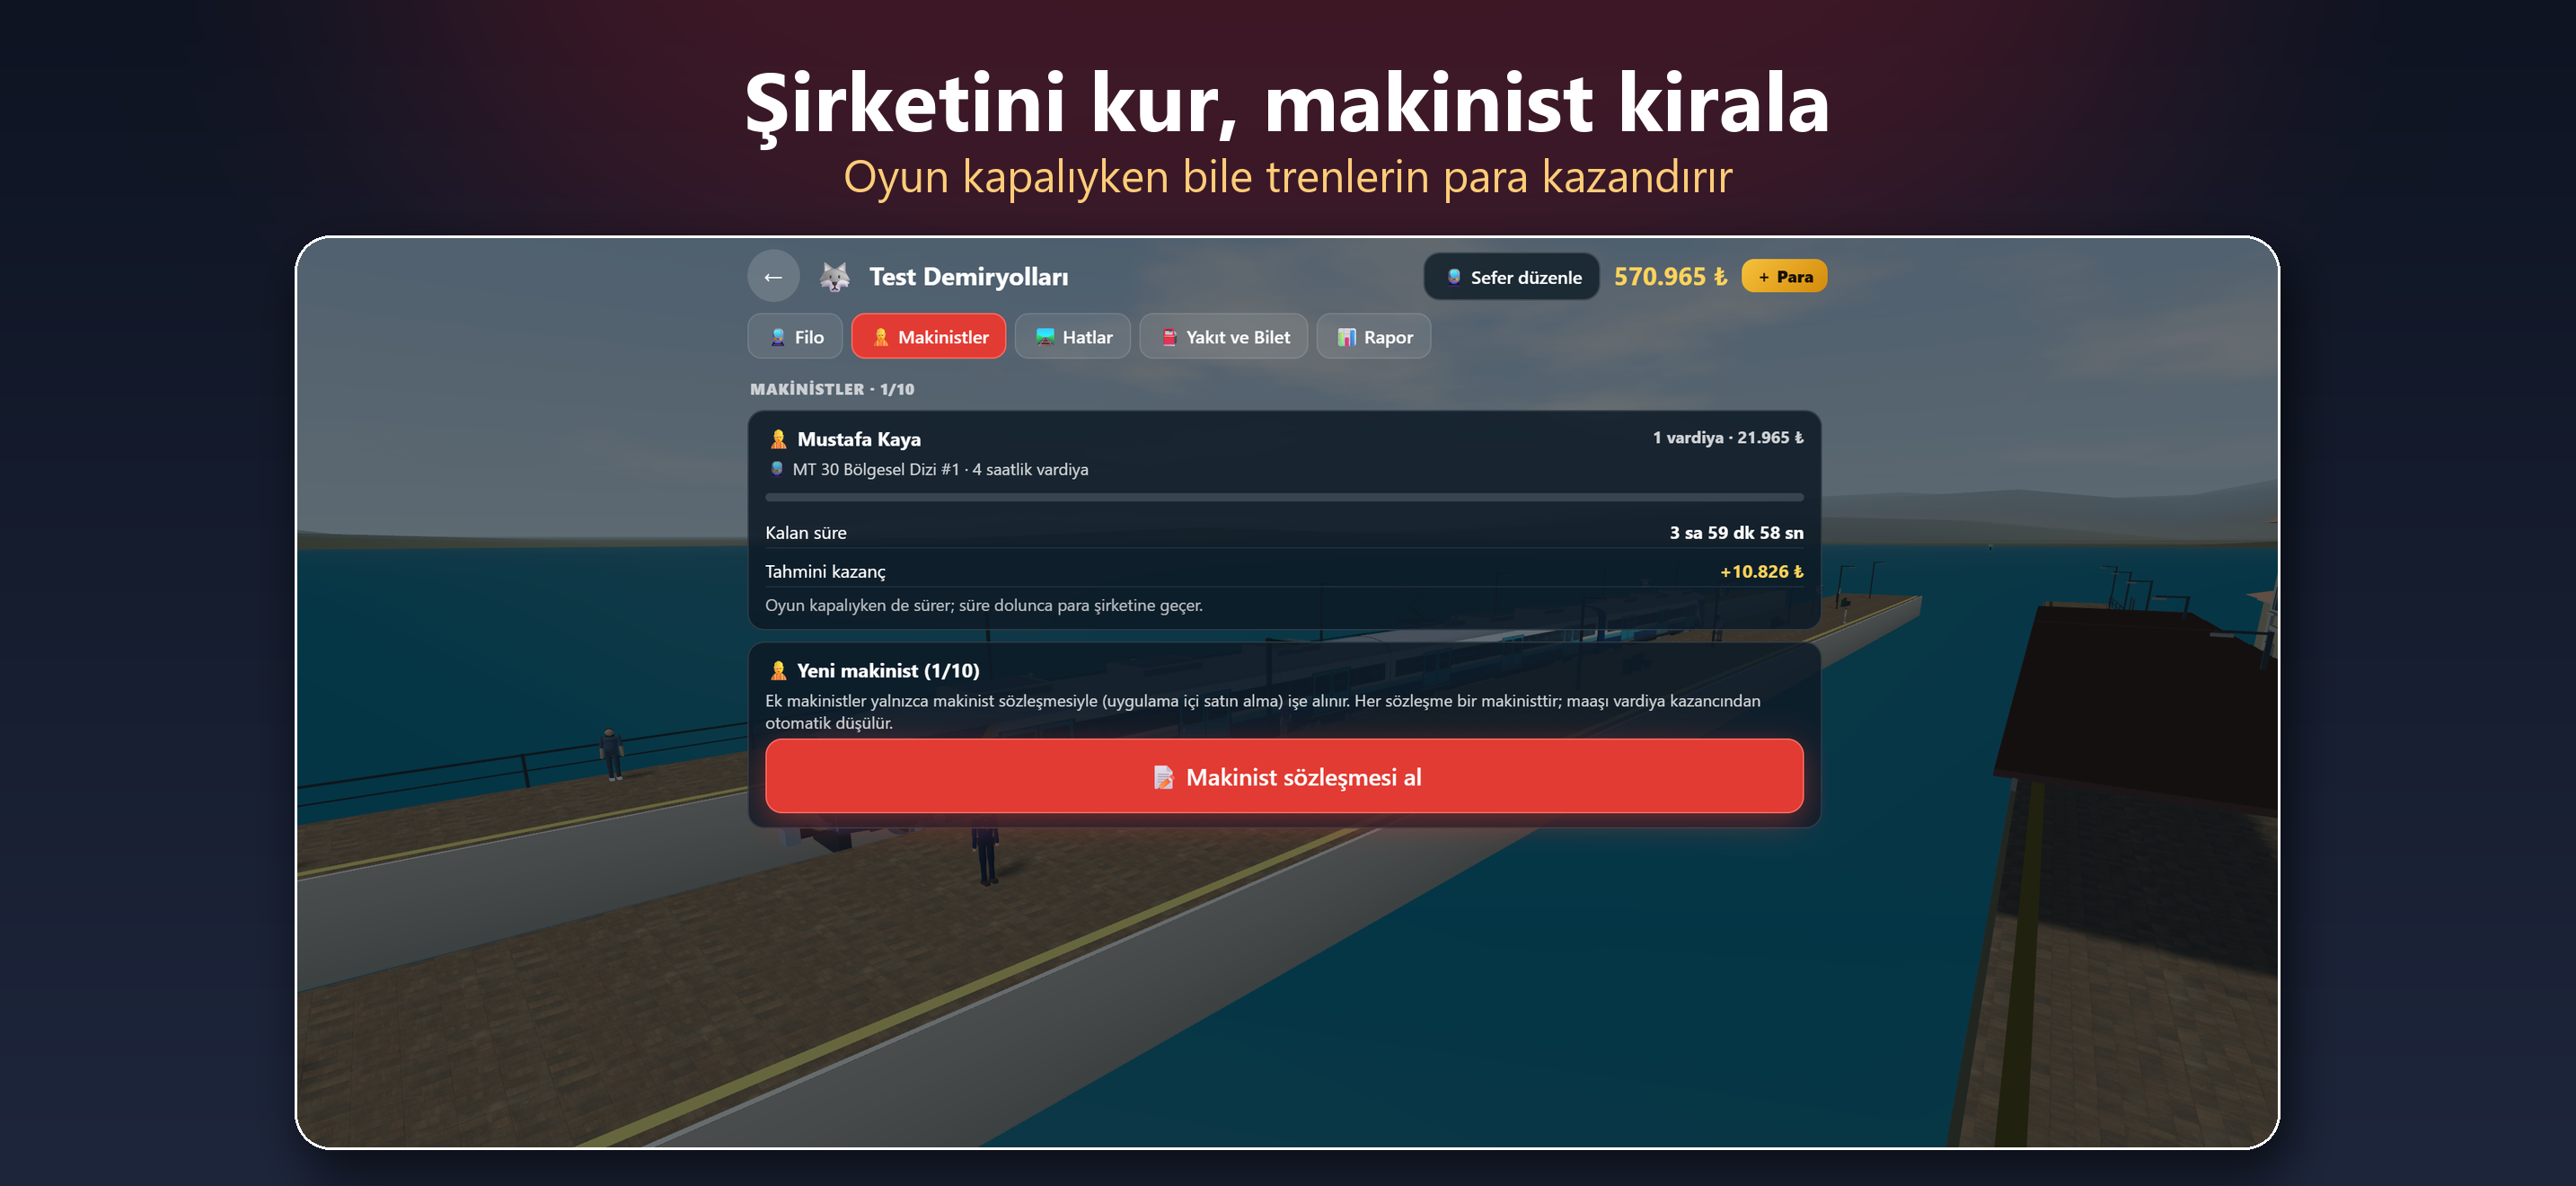 Şirketini kur, makinist kirala
Oyun kapalıyken bile trenlerin para kazandırır
← Test Demiryolları Sefer düzenle 570.965 ₺ + Para
Filo Makinistler Hatlar Yakıt ve Bilet Rapor
MAKİNİSTLER · 1/10
Mustafa Kaya 1 vardiya · 21.965 ₺
MT 30 Bölgesel Dizi #1 · 4 saatlik vardiya
Kalan süre 3 sa 59 dk 58 sn
Tahmini kazanç +10.826 ₺
Oyun kapalıyken de sürer; süre dolunca para şirketine geçer.
Yeni makinist (1/10)
Ek makinistler yalnızca makinist sözleşmesiyle (uygulama içi satın alma) işe alınır. Her sözleşme bir makinisttir; maaşı vardiya kazancından
otomatik düşülür.
Makinist sözleşmesi al